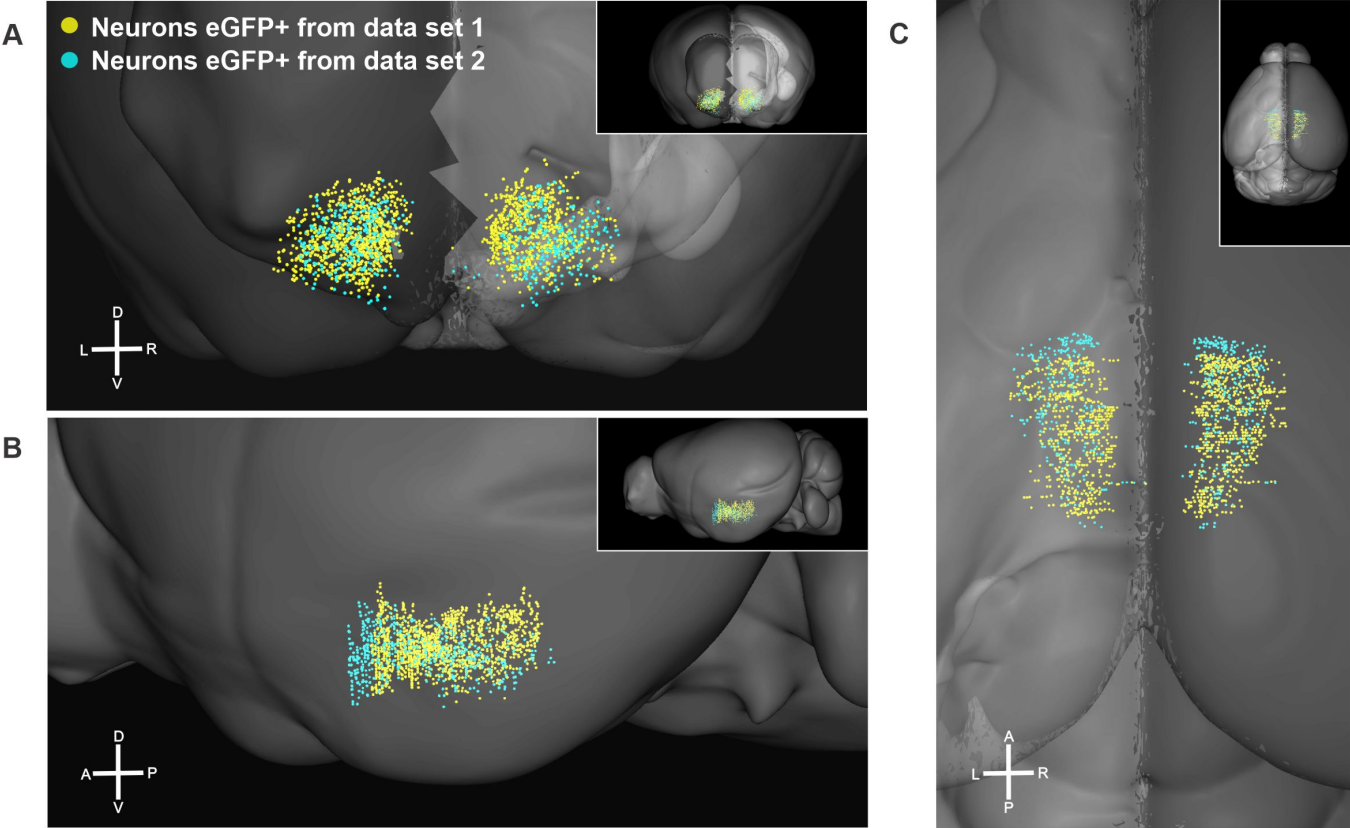 A
Neurons eGFP+ from data set 1
Neurons eGFP+ from data set 2
D
L R
V
B
D
A P
V
C
A
L R
P